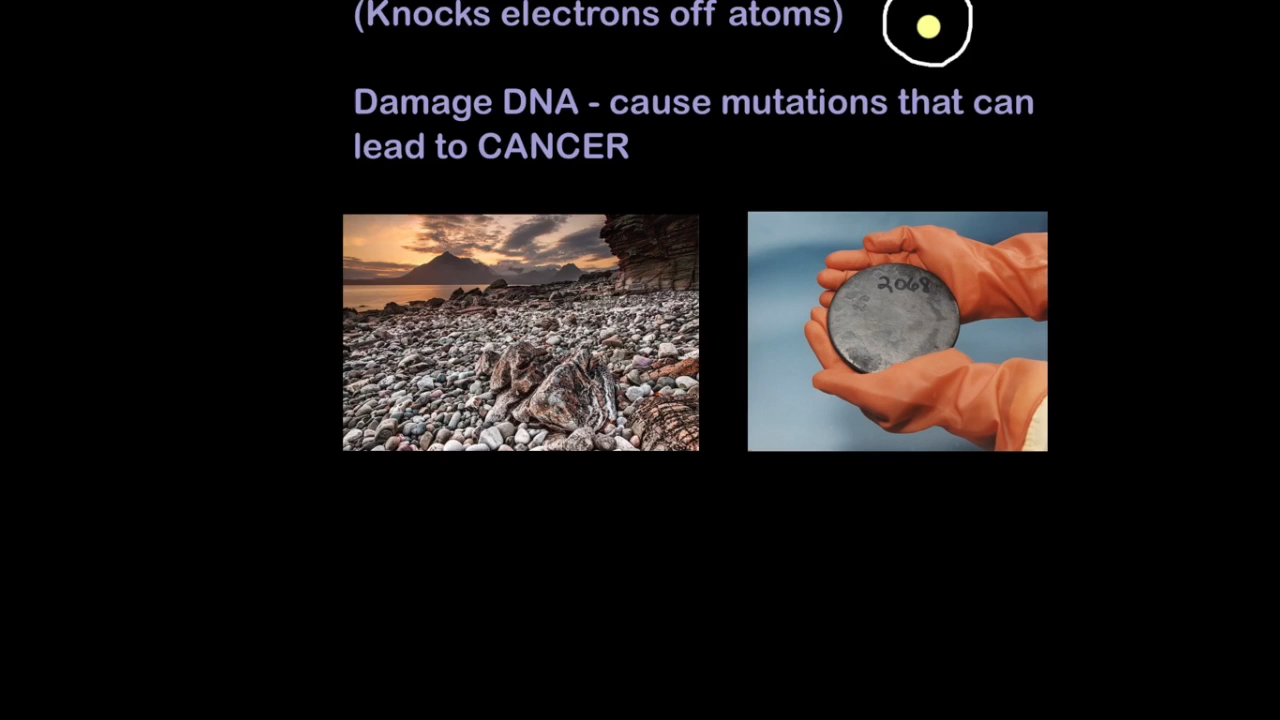 (Knocks electrons off atoms)
Damage DNA - cause mutations that can
lead to CANCER
2068